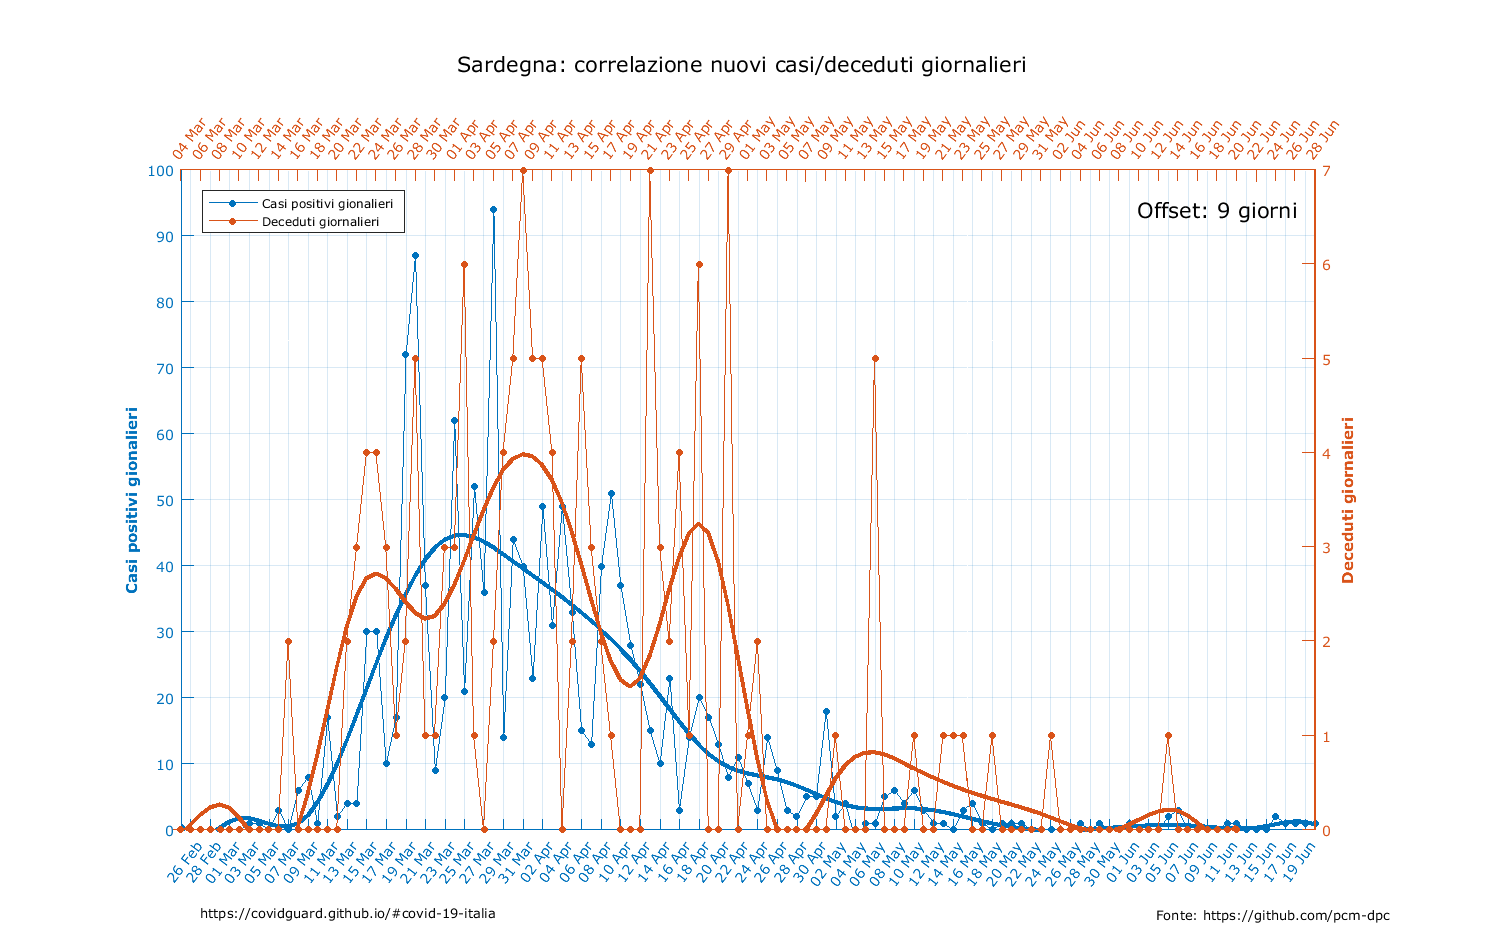 Sardegna: correlazione nuovi casi/deceduti giornalieri
04 Mar 06 Mar 08 Mar 10 Mar 12 Mar 14 Mar 16 Mar 18 Mar 20 Mar 22 Mar 24 Mar 26 Mar 28 Mar 30 Mar 01 Apr 03 Apr 05 Apr 07 Apr 09 Apr 11 Apr 13 Apr 15 Apr 17 Apr 19 Apr 21 Apr 23 Apr 25 Apr 27 Apr 29 Apr 01 May 03 May 05 May 07 May 09 May 11 May 13 May 15 May 17 May 19 May 21 May 23 May 25 May 27 May 29 May 31 May 02 Jun 04 Jun 06 Jun 08 Jun 10 Jun 12 Jun 14 Jun 16 Jun 18 Jun 20 Jun 22 Jun 24 Jun 26 Jun 28 Jun
Casi positivi gionalieri
Deceduti giornalieri
Offset: 9 giorni
100
90
80
70
60
50
40
30
20
10
0
Casi positivi gionalieri
7
6
5
4
3
2
1
0
Deceduti giornalieri
26 Feb 28 Feb 01 Mar 03 Mar 05 Mar 07 Mar 09 Mar 11 Mar 13 Mar 15 Mar 17 Mar 19 Mar 21 Mar 23 Mar 25 Mar 27 Mar 29 Mar 31 Mar 02 Apr 04 Apr 06 Apr 08 Apr 10 Apr 12 Apr 14 Apr 16 Apr 18 Apr 20 Apr 22 Apr 24 Apr 26 Apr 28 Apr 30 Apr 02 May 04 May 06 May 08 May 10 May 12 May 14 May 16 May 18 May 20 May 22 May 24 May 26 May 28 May 30 May 01 Jun 03 Jun 05 Jun 07 Jun 09 Jun 11 Jun 13 Jun 15 Jun 17 Jun 19 Jun
https://covidguard.github.io/#covid-19-italia
Fonte: https://github.com/pcm-dpc